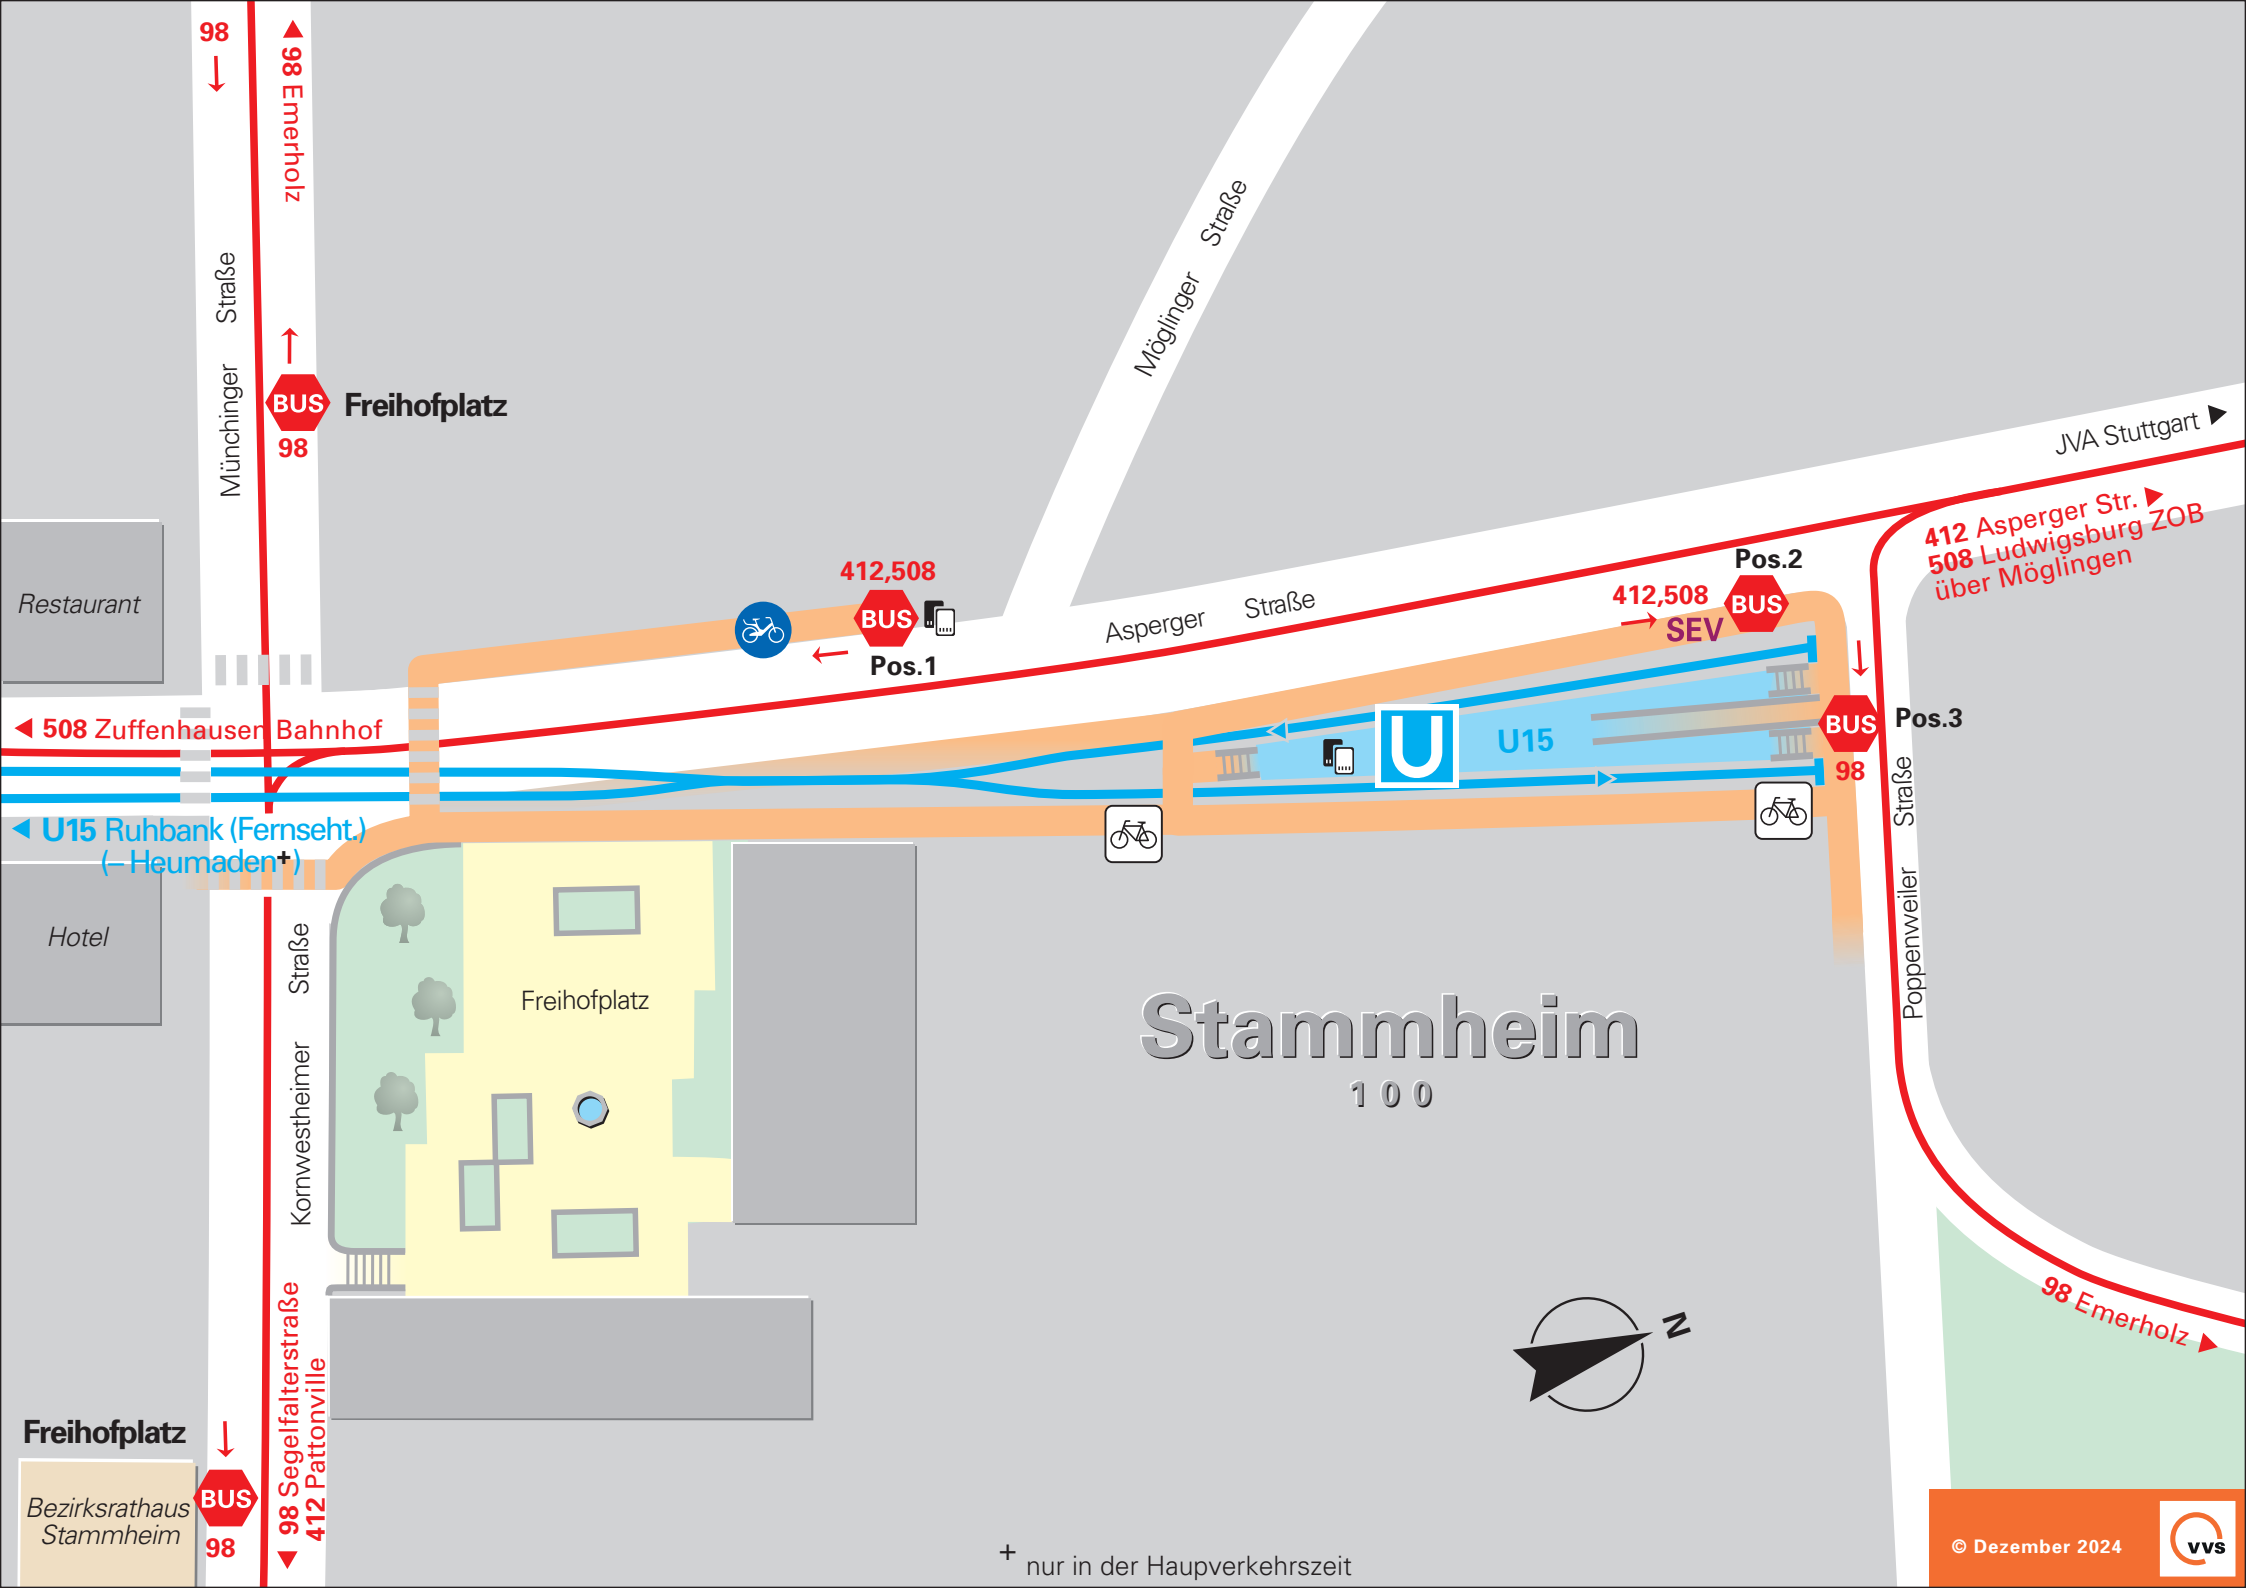 98
98 Emerholz
Münchinger Straße
BUS
98
Freihofplatz
Möglinger Straße
JVA Stuttgart
412 Asperger Str.
508 Ludwigsburg ZOB
über Möglingen
Restaurant
412,508
BUS
Pos.1
Asperger Straße
Pos.2
412,508
BUS
SEV
508 Zuffenhausen Bahnhof
U
U15
BUS
Pos.3
98
U15 Ruhbank (Fernseht.)
(– Heumaden+)
Hotel
Kornwestheimer Straße
Freihofplatz
Poppenweiler Straße
Stammheim
100
N
98 Emerholz
98 Segelfalterstraße
412 Pattonville
Freihofplatz
BUS
98
Bezirksrathaus
Stammheim
+ nur in der Haupverkehrszeit
© Dezember 2024
vvs